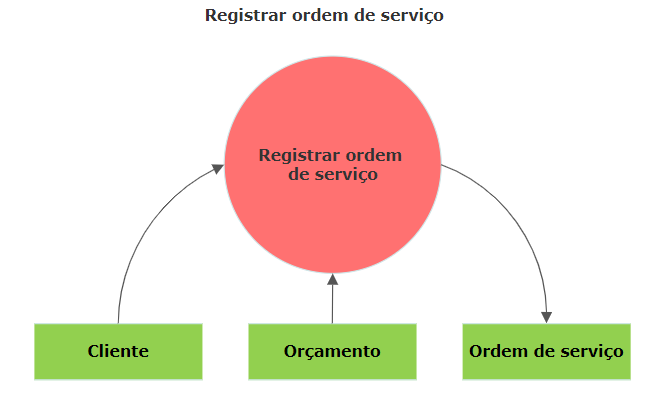 Registrar ordem de serviço
Registrar ordem
de serviço
Cliente
Orçamento
Ordem de serviço